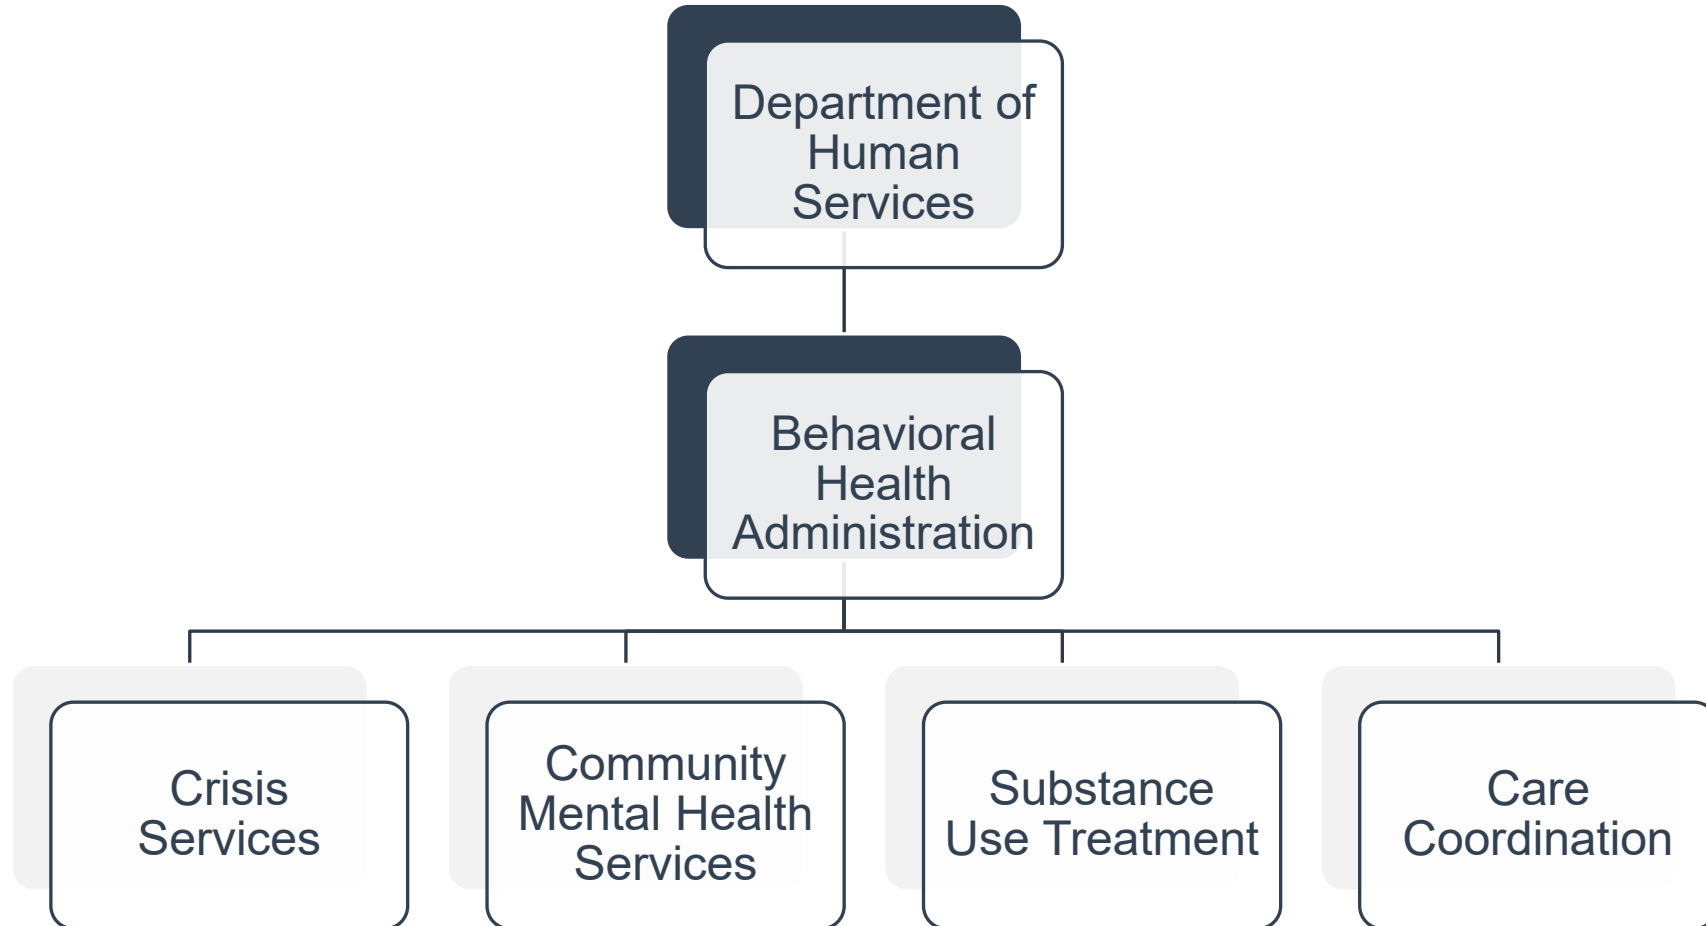 Department of
Human
Services
Behavioral
Health
Administration
Crisis
Services
Community
Mental Health
Services
Substance
Use Treatment
Care
Coordination